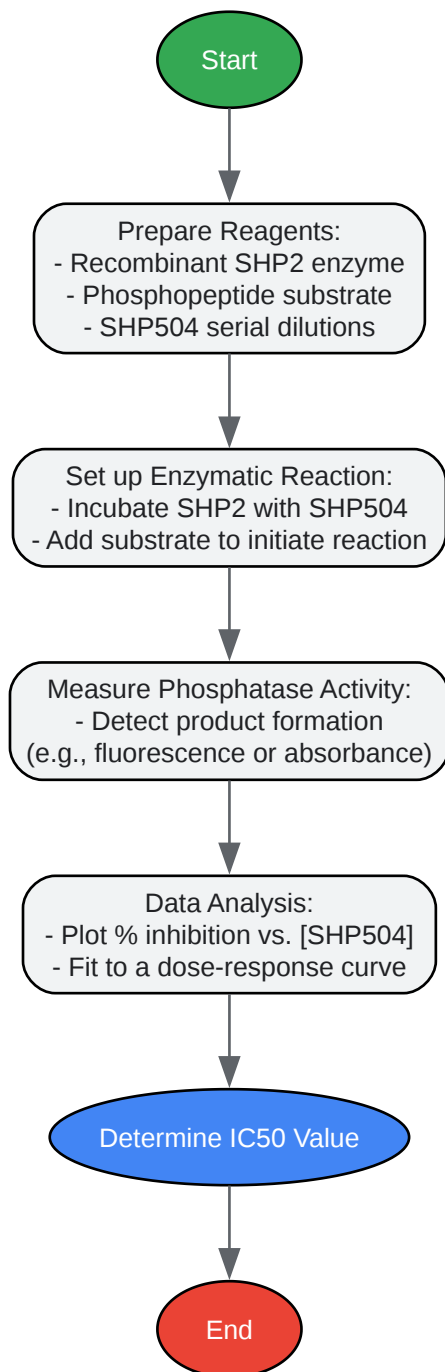 Start
Prepare Reagents:
- Recombinant SHP2 enzyme
- Phosphopeptide substrate
- SHP504 serial dilutions
Set up Enzymatic Reaction:
- Incubate SHP2 with SHP504
- Add substrate to initiate reaction
Measure Phosphatase Activity:
- Detect product formation
(e.g., fluorescence or absorbance)
Data Analysis:
- Plot % inhibition vs. [SHP504]
- Fit to a dose-response curve
Determine IC50 Value
End